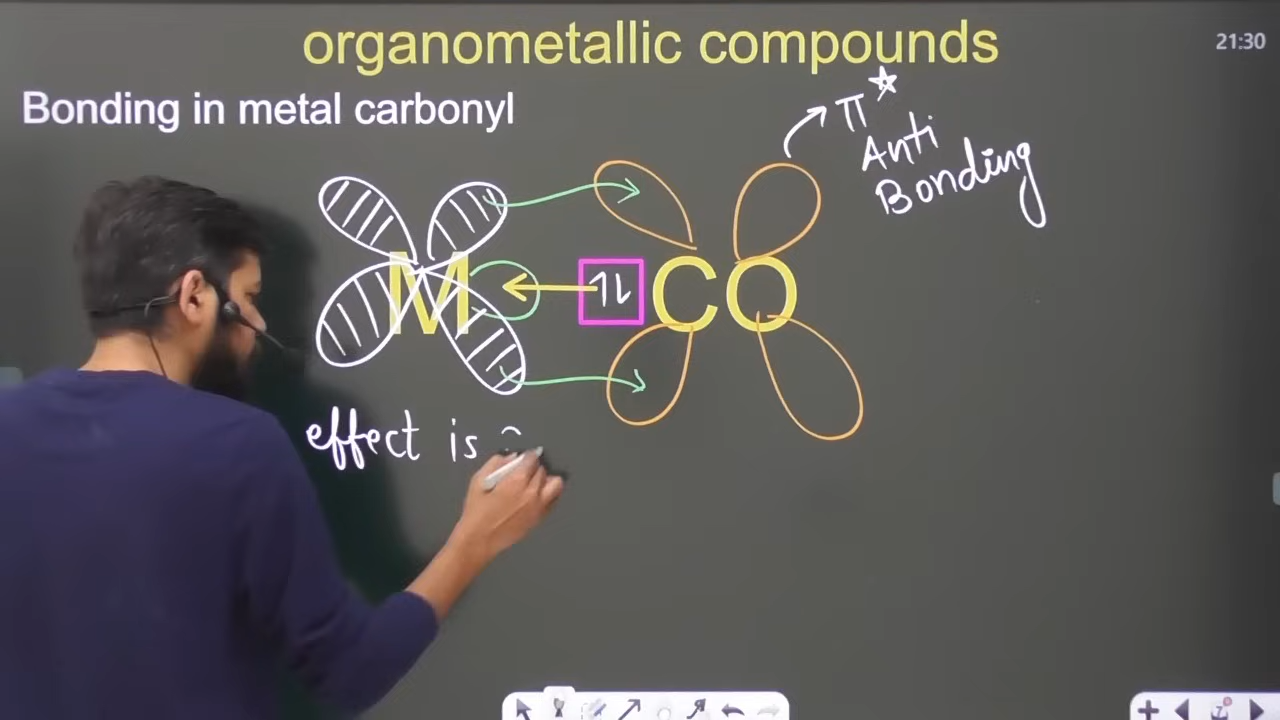 organometallic compounds
21:30
Bonding in metal carbonyl
π*
Anti
Bonding
M
⥮
CO
effect is